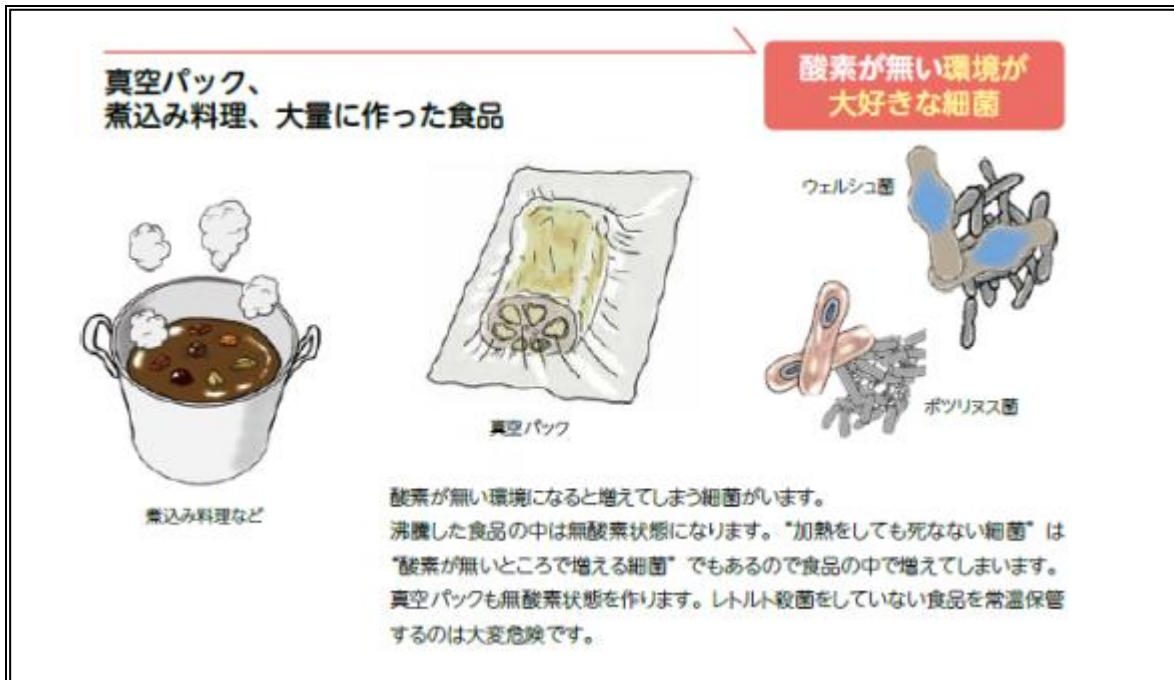 真空パック、
煮込み料理、大量に作った食品
酸素が無い環境が
大好きな細菌
ウェルシュ菌
ボツリヌス菌
真空パック
煮込み料理など
酸素が無い環境になると増えてしまう細菌がいます。
沸騰した食品の中は無酸素状態になります。“加熱をしても死なない細菌”は
“酸素が無いところで増える細菌”でもあるので食品の中で増えてしまいます。
真空パックも無酸素状態を作ります。レトルト殺菌をしていない食品を常温保管
するのは大変危険です。